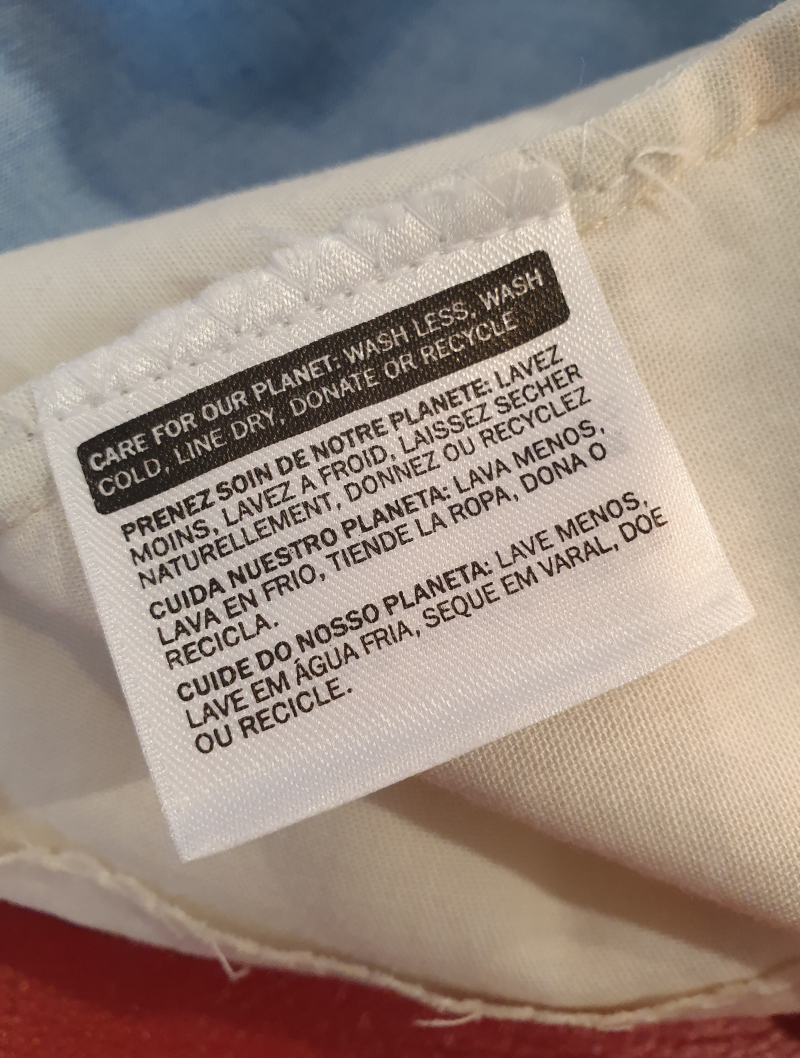 CARE FOR OUR PLANET: WASH LESS, WASH
COLD, LINE DRY, DONATE OR RECYCLE
PRENEZ SOIN DE NOTRE PLANETE: LAVEZ
MOINS, LAVEZ A FROID, LAISSEZ SECHER
NATURELLEMENT, DONNEZ OU RECYCLEZ
CUIDA NUESTRO PLANETA: LAVA MENOS,
LAVA EN FRIO, TIENDE LA ROPA, DONA O
RECICLA.
CUIDE DO NOSSO PLANETA: LAVE MENOS,
LAVE EM ÁGUA FRIA, SEQUE EM VARAL, DOE
OU RECICLE.